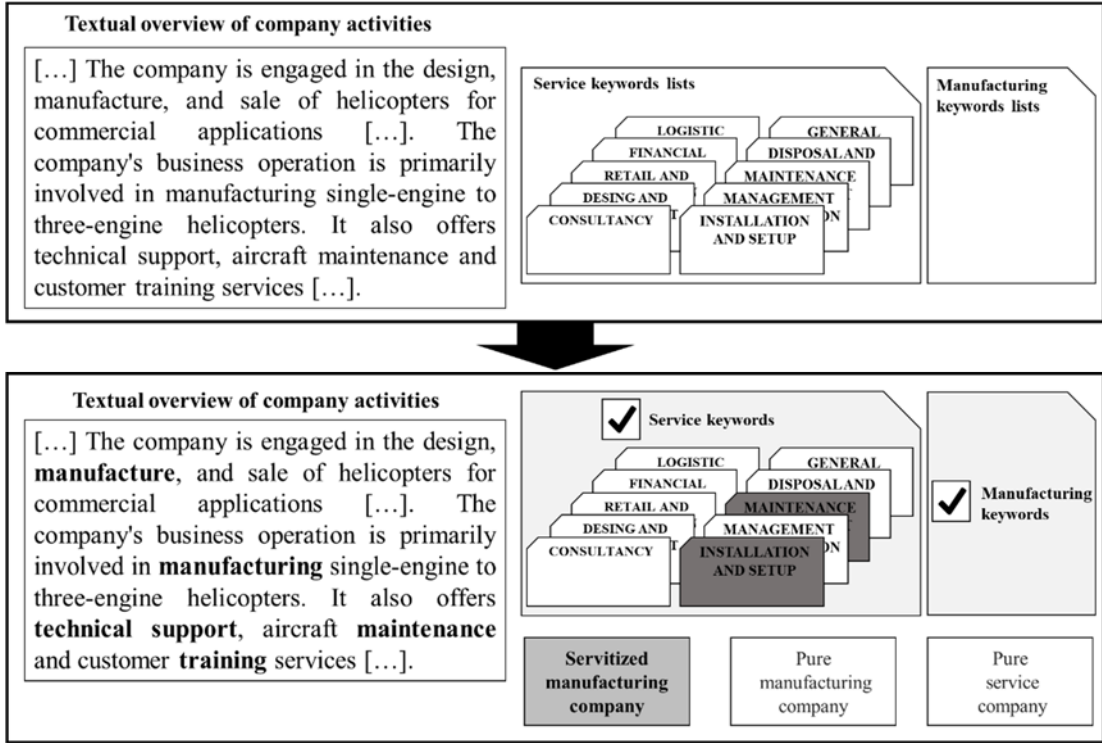 Textual overview of company activities
[…] The company is engaged in the design,
manufacture, and sale of helicopters for
commercial applications […]. The
company's business operation is primarily
involved in manufacturing single-engine to
three-engine helicopters. It also offers
technical support, aircraft maintenance and
customer training services […].
Service keywords lists
LOGISTIC
FINANCIAL
RETAIL AND
DESING AND
CONSULTANCY
GENERAL
DISPOSAL AND
MAINTENANCE
MANAGEMENT
INSTALLATION
AND SETUP
Manufacturing
keywords lists
Textual overview of company activities
[…] The company is engaged in the design,
manufacture, and sale of helicopters for
commercial applications […]. The
company's business operation is primarily
involved in manufacturing single-engine to
three-engine helicopters. It also offers
technical support, aircraft maintenance
and customer training services […].
Service keywords
LOGISTIC
FINANCIAL
RETAIL AND
DESING AND
CONSULTANCY
GENERAL
DISPOSAL AND
MAINTENANCE
MANAGEMENT
INSTALLATION
AND SETUP
Manufacturing
keywords
Servitized
manufacturing
company
Pure
manufacturing
company
Pure
service
company